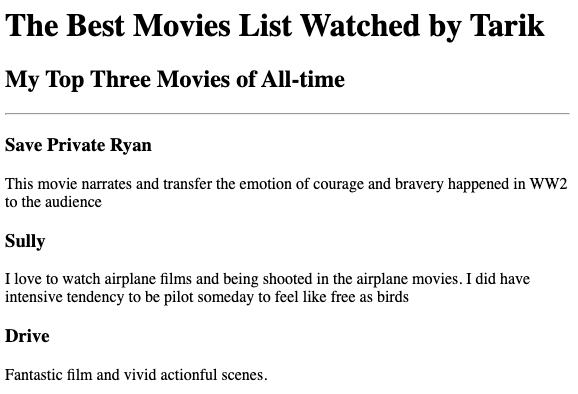 The Best Movies List Watched by Tarik
My Top Three Movies of All-time
Save Private Ryan
This movie narrates and transfer the emotion of courage and bravery happened in WW2
to the audience
Sully
I love to watch airplane films and being shooted in the airplane movies. I did have
intensive tendency to be pilot someday to feel like free as birds
Drive
Fantastic film and vivid actionful scenes.